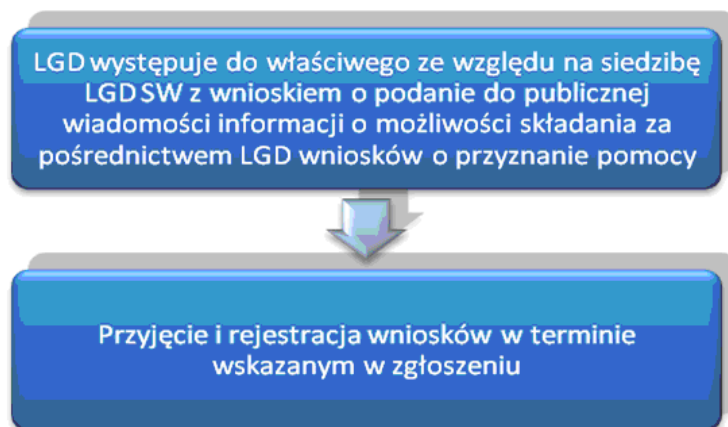 LGD występuje do właściwego ze względu na siedzibę
LGD SW z wnioskiem o podanie do publicznej
wiadomości informacji o możliwości składania za
pośrednictwem LGD wniosków o przyznanie pomocy
Przyjęcie i rejestracja wniosków w terminie
wskazanym w zgłoszeniu